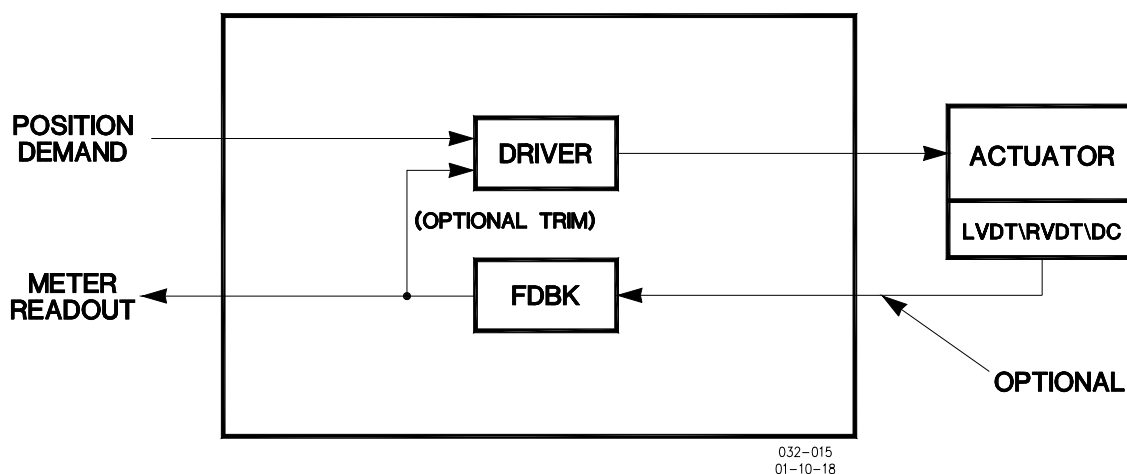 POSITION
DEMAND
DRIVER
ACTUATOR
(OPTIONAL TRIM)
LVDT\RVDT\DC
METER
READOUT
FDBK
OPTIONAL
032-015
01-10-18